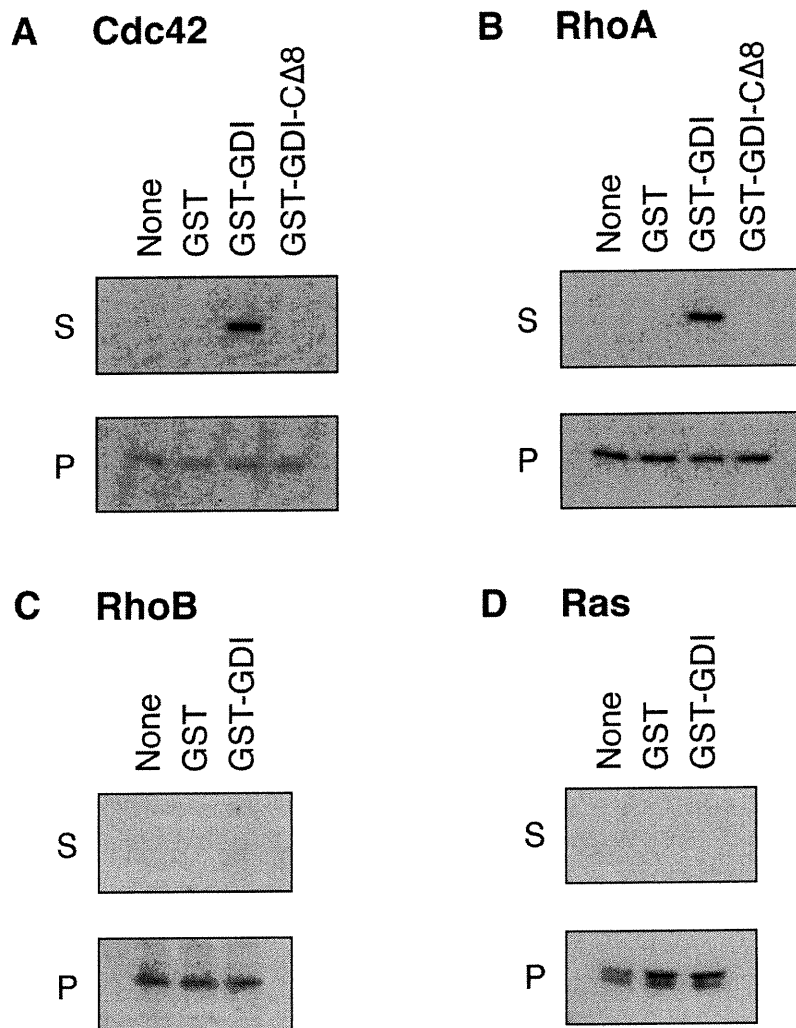 A Cdc42
None
GST
GST-GDI
GST-GDI-CΔ8
S
P
B RhoA
None
GST
GST-GDI
GST-GDI-CΔ8
S
P
C RhoB
None
GST
GST-GDI
S
P
D Ras
None
GST
GST-GDI
S
P